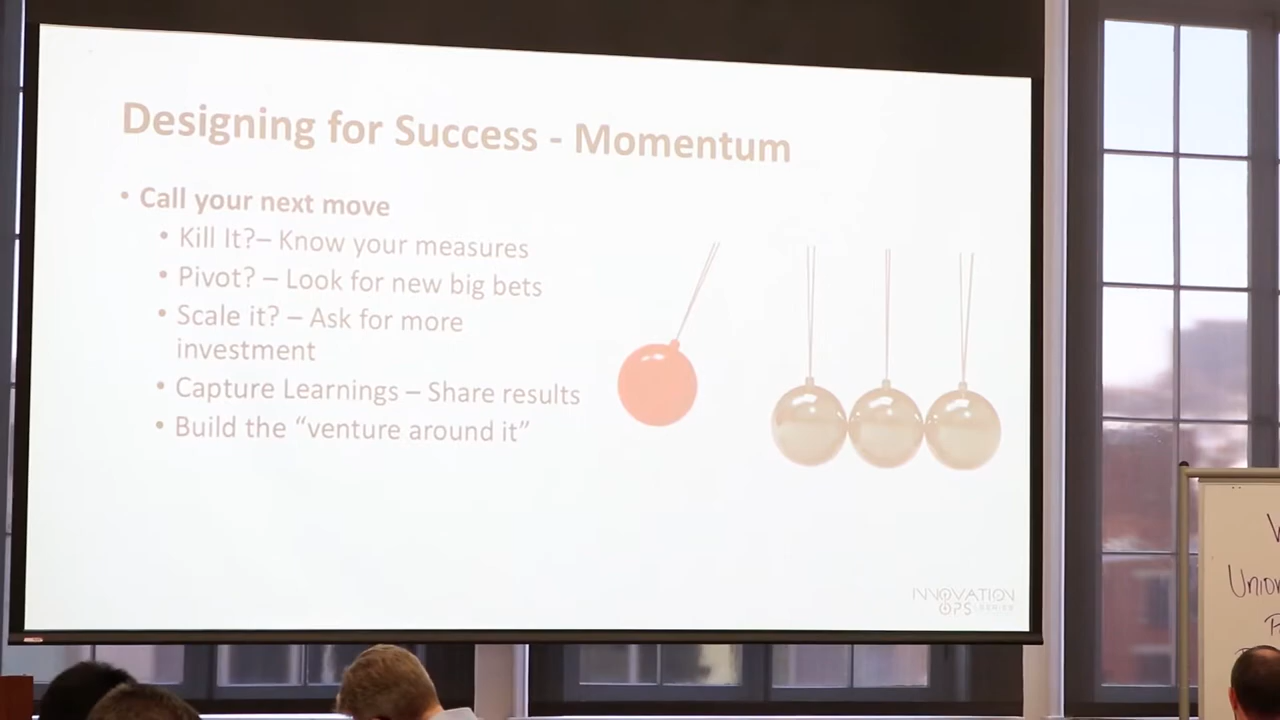 Designing for Success - Momentum
• Call your next move
• Kill It?– Know your measures
• Pivot? – Look for new big bets
• Scale it? – Ask for more
investment
• Capture Learnings – Share results
• Build the “venture around it”
INNOVATION
OPS